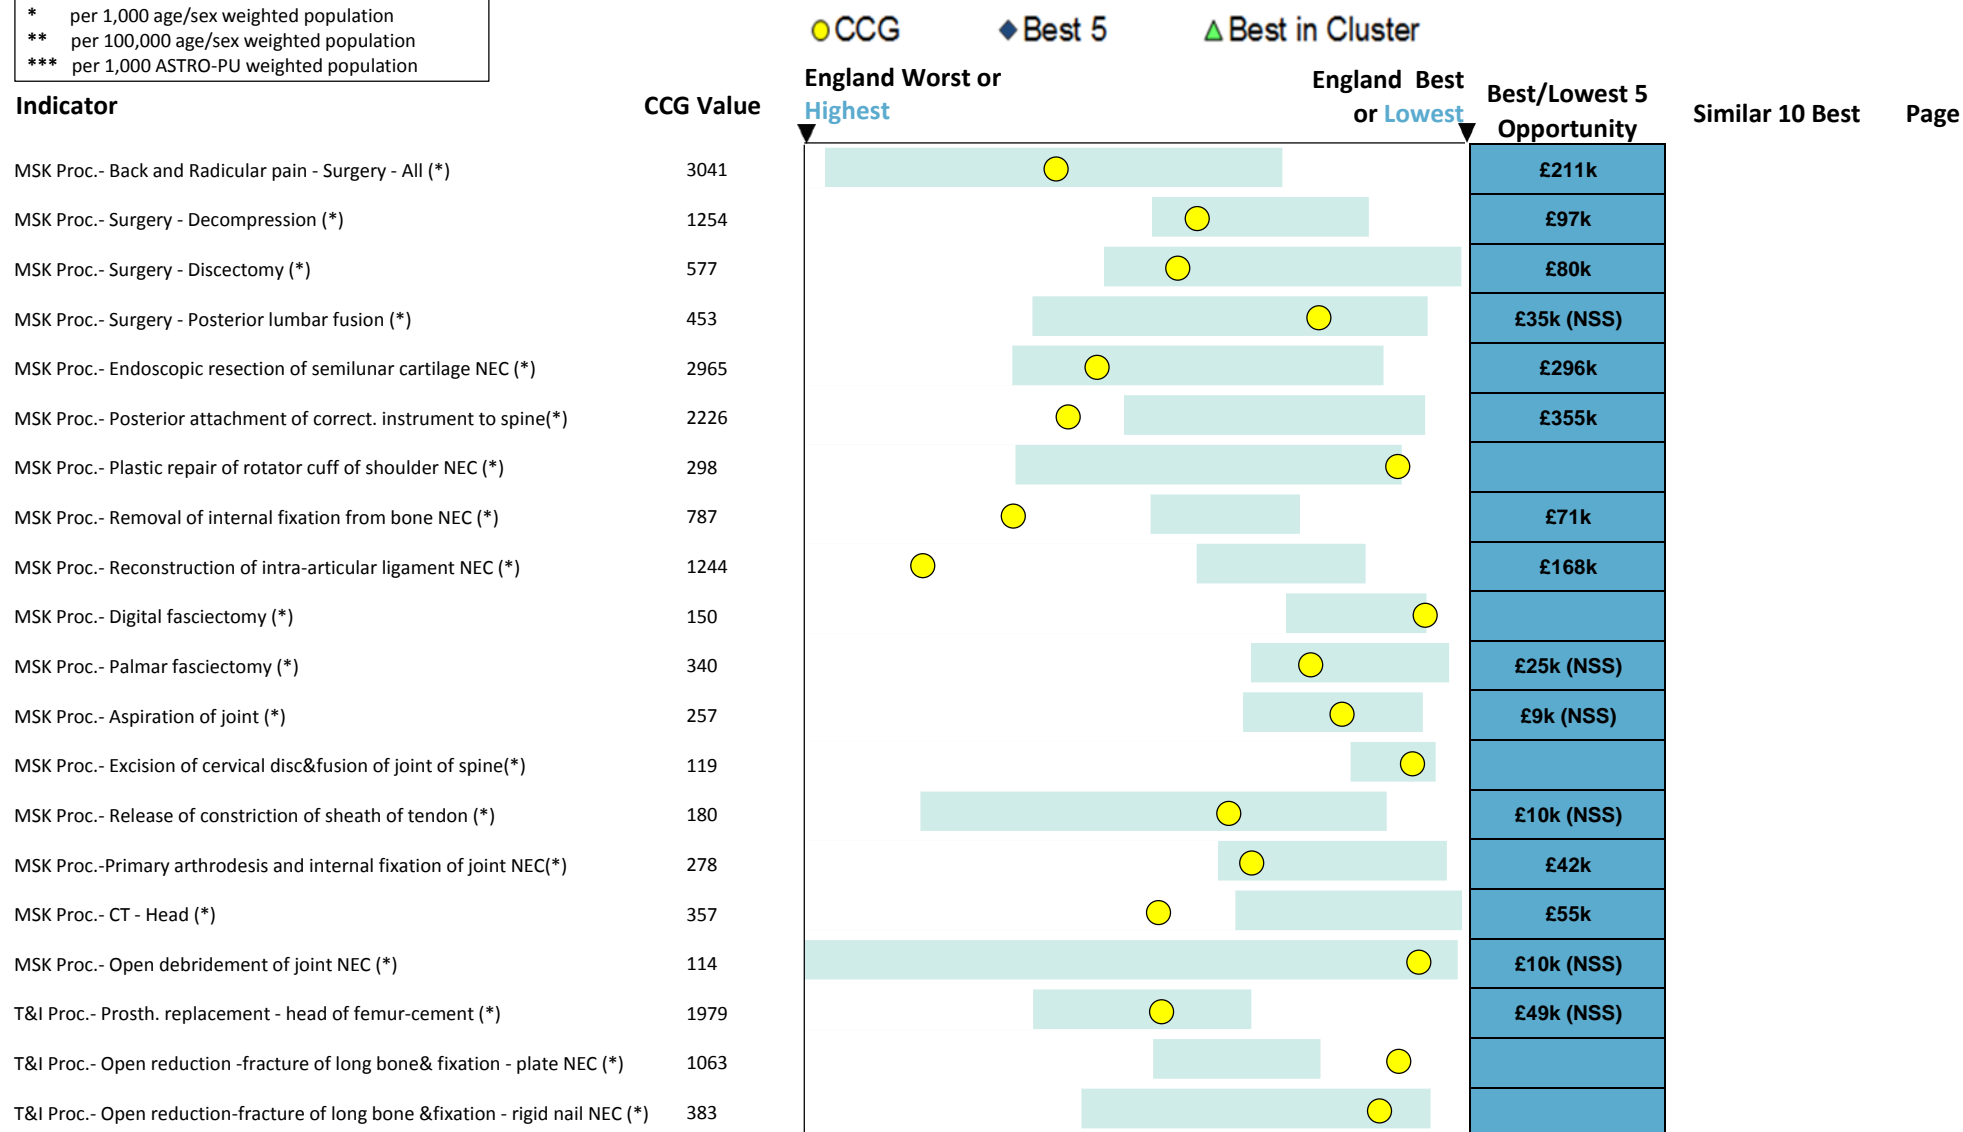 * per 1,000 age/sex weighted population
** per 100,000 age/sex weighted population
*** per 1,000 ASTRO-PU weighted population
CCG Best 5 Best in Cluster
Indicator CCG Value England Worst or Highest England Best or Lowest Best/Lowest 5 Opportunity Similar 10 Best Page
MSK Proc.- Back and Radicular pain - Surgery - All (*) 3041 £211k
MSK Proc.- Surgery - Decompression (*) 1254 £97k
MSK Proc.- Surgery - Discectomy (*) 577 £80k
MSK Proc.- Surgery - Posterior lumbar fusion (*) 453 £35k (NSS)
MSK Proc.- Endoscopic resection of semilunar cartilage NEC (*) 2965 £296k
MSK Proc.- Posterior attachment of correct. instrument to spine(*) 2226 £355k
MSK Proc.- Plastic repair of rotator cuff of shoulder NEC (*) 298
MSK Proc.- Removal of internal fixation from bone NEC (*) 787 £71k
MSK Proc.- Reconstruction of intra-articular ligament NEC (*) 1244 £168k
MSK Proc.- Digital fasciectomy (*) 150
MSK Proc.- Palmar fasciectomy (*) 340 £25k (NSS)
MSK Proc.- Aspiration of joint (*) 257 £9k (NSS)
MSK Proc.- Excision of cervical disc&fusion of joint of spine(*) 119
MSK Proc.- Release of constriction of sheath of tendon (*) 180 £10k (NSS)
MSK Proc.-Primary arthrodesis and internal fixation of joint NEC(*) 278 £42k
MSK Proc.- CT - Head (*) 357 £55k
MSK Proc.- Open debridement of joint NEC (*) 114 £10k (NSS)
T&I Proc.- Prosth. replacement - head of femur-cement (*) 1979 £49k (NSS)
T&I Proc.- Open reduction -fracture of long bone& fixation - plate NEC (*) 1063
T&I Proc.- Open reduction-fracture of long bone &fixation - rigid nail NEC (*) 383